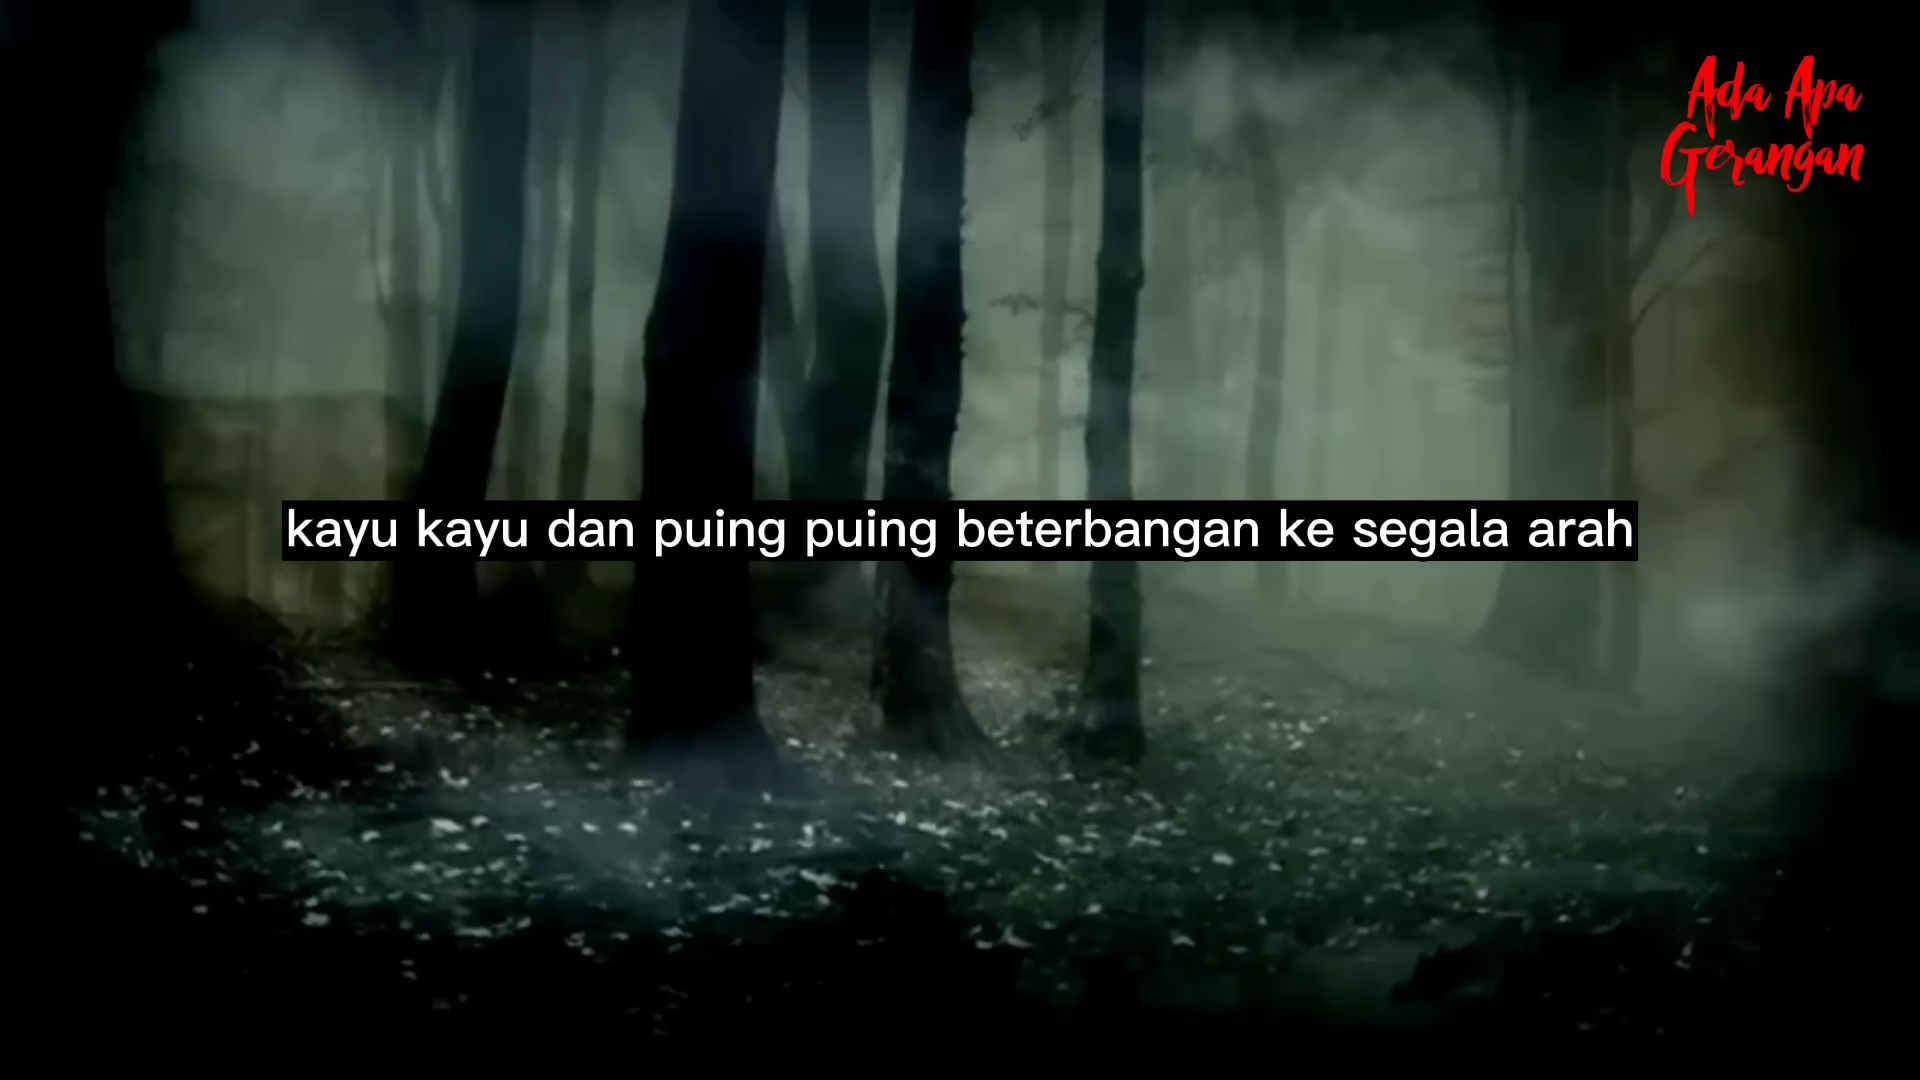 Ada Apa
Gerangan
kayu kayu dan puing puing beterbangan ke segala arah